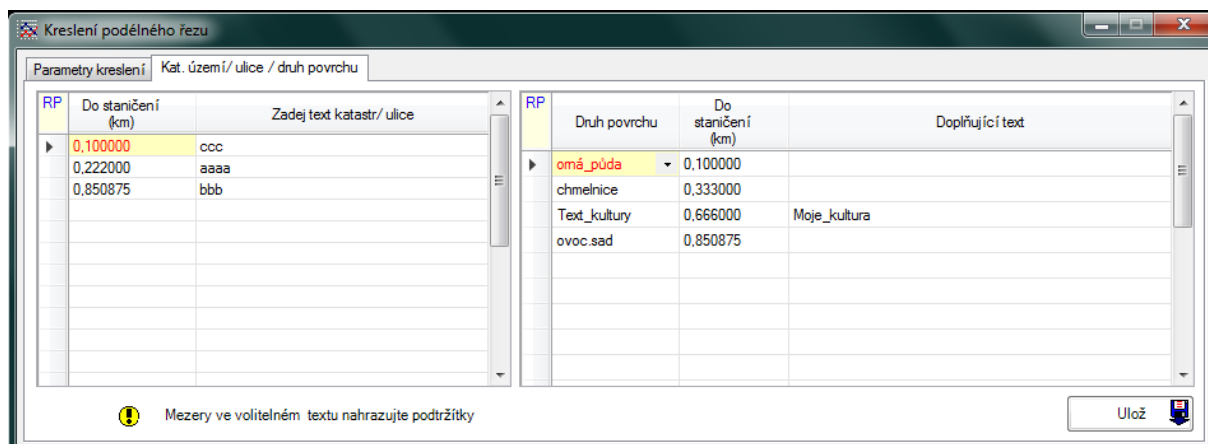 Kreslení podélného řezu
Parametry kreslení Kat. území/ ulice / druh povrchu
RP Do staničení (km) Zadej text katastr/ ulice
0,100000 ccc
0,222000 aaaa
0,850875 bbb
RP Druh povrchu Do staničení (km) Doplňující text
orná_půda 0,100000
chmelnice 0,333000
Text_kultury 0,666000 Moje_kultura
ovoc.sad 0,850875
Mezery ve volitelném textu nahrazujte podtržítky
Ulož